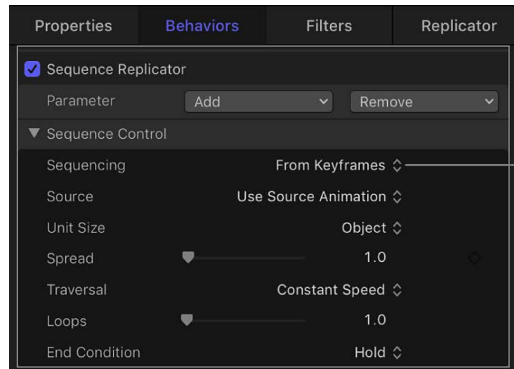 Properties Behaviors Filters Replicator
Sequence Replicator
Parameter Add Remove
Sequence Control
Sequencing From Keyframes
Source Use Source Animation
Unit Size Object
Spread 1.0
Traversal Constant Speed
Loops 1.0
End Condition Hold